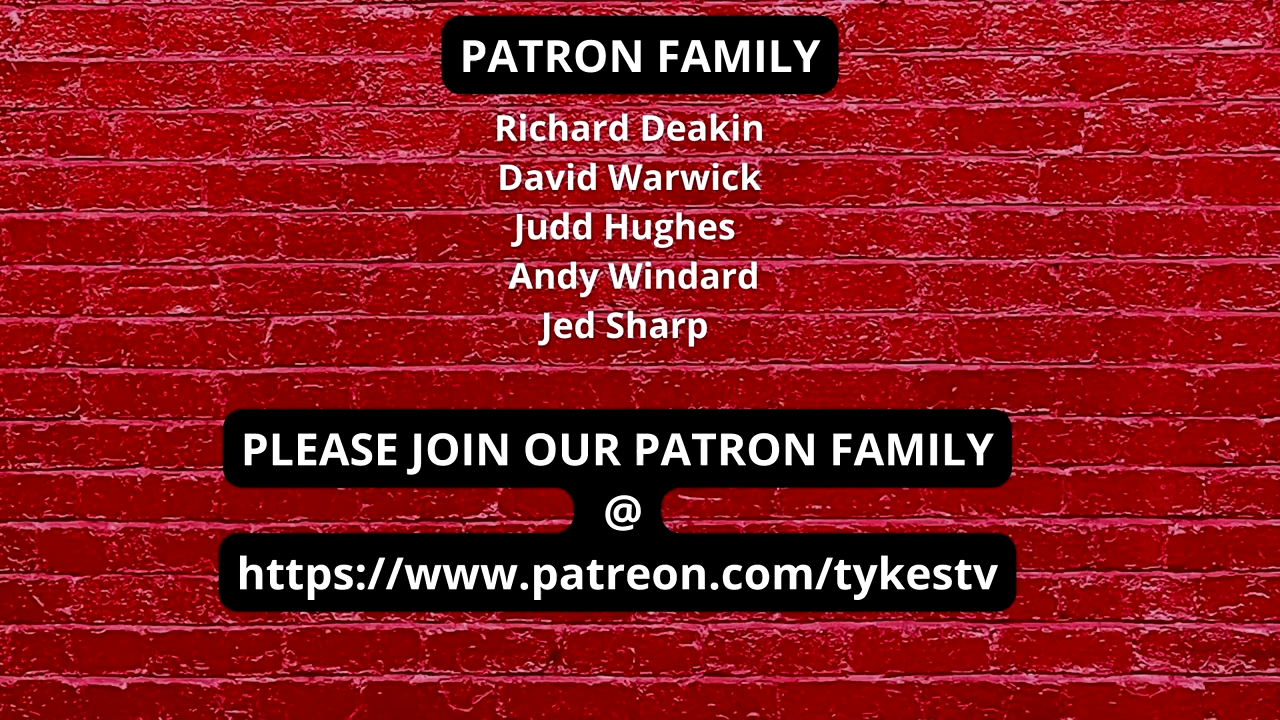 PATRON FAMILY
Richard Deakin
David Warwick
Judd Hughes
Andy Windard
Jed Sharp
PLEASE JOIN OUR PATRON FAMILY
@
https://www.patreon.com/tykestv